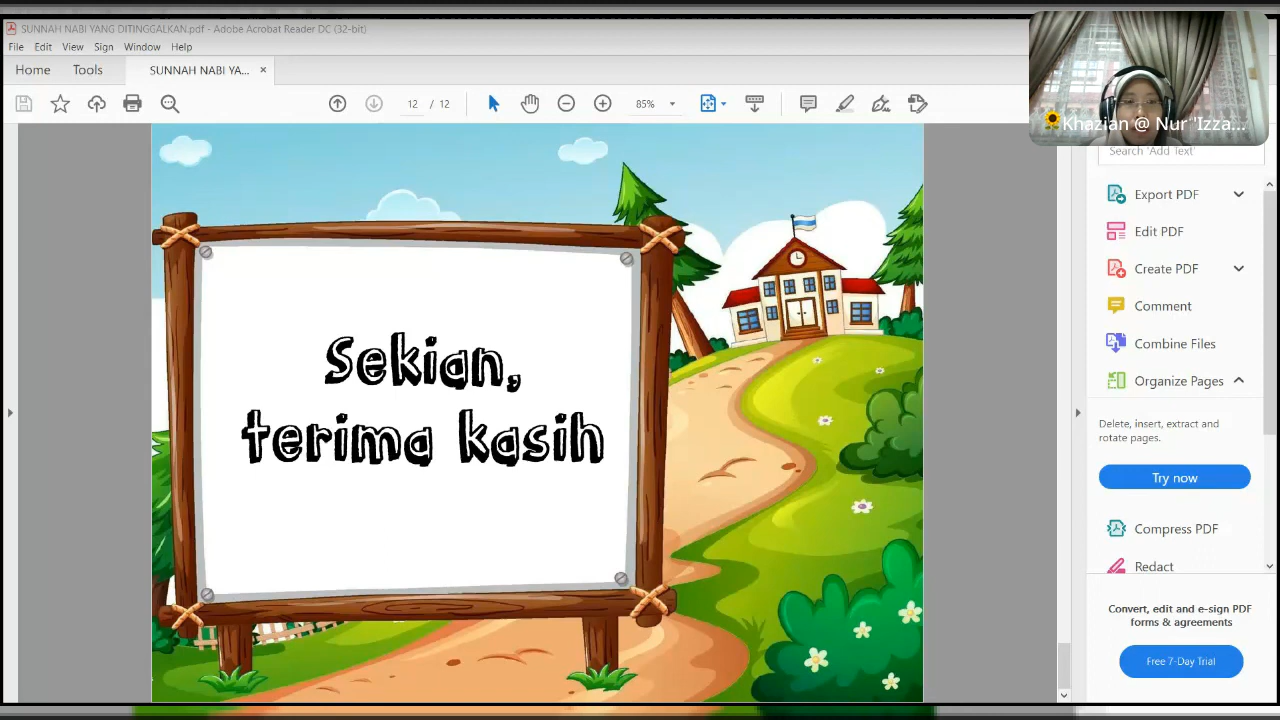 SUNNAH NABI YANG DITINGGALKAN.pdf - Adobe Acrobat Reader DC (32-bit)
File Edit View Sign Window Help
Home Tools SUNNAH NABI YA... ×
12 / 12 85%
Khazian @ Nur 'Izza...
Search 'Add Text'
Export PDF
Edit PDF
Create PDF
Comment
Combine Files
Organize Pages
Delete, insert, extract and
rotate pages.
Try now
Compress PDF
Redact
Convert, edit and e-sign PDF
forms & agreements
Free 7-Day Trial
Sekian,
terima kasih